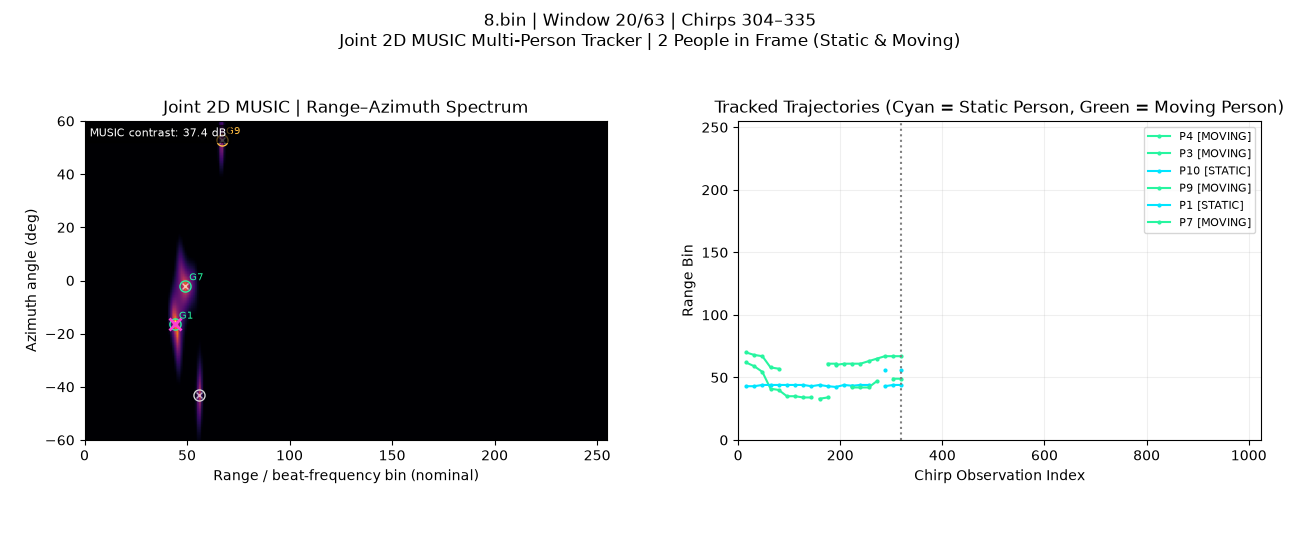 8.bin | Window 20/63 | Chirps 304–335
Joint 2D MUSIC Multi-Person Tracker | 2 People in Frame (Static & Moving)
Joint 2D MUSIC | Range–Azimuth Spectrum
MUSIC contrast: 37.4 dB
G9
G7
G1
60
40
20
0
−20
−40
−60
Azimuth angle (deg)
0
50
100
150
200
250
Range / beat-frequency bin (nominal)
Tracked Trajectories (Cyan = Static Person, Green = Moving Person)
P4 [MOVING]
P3 [MOVING]
P10 [STATIC]
P9 [MOVING]
P1 [STATIC]
P7 [MOVING]
250
200
150
100
50
0
Range Bin
0
200
400
600
800
1000
Chirp Observation Index